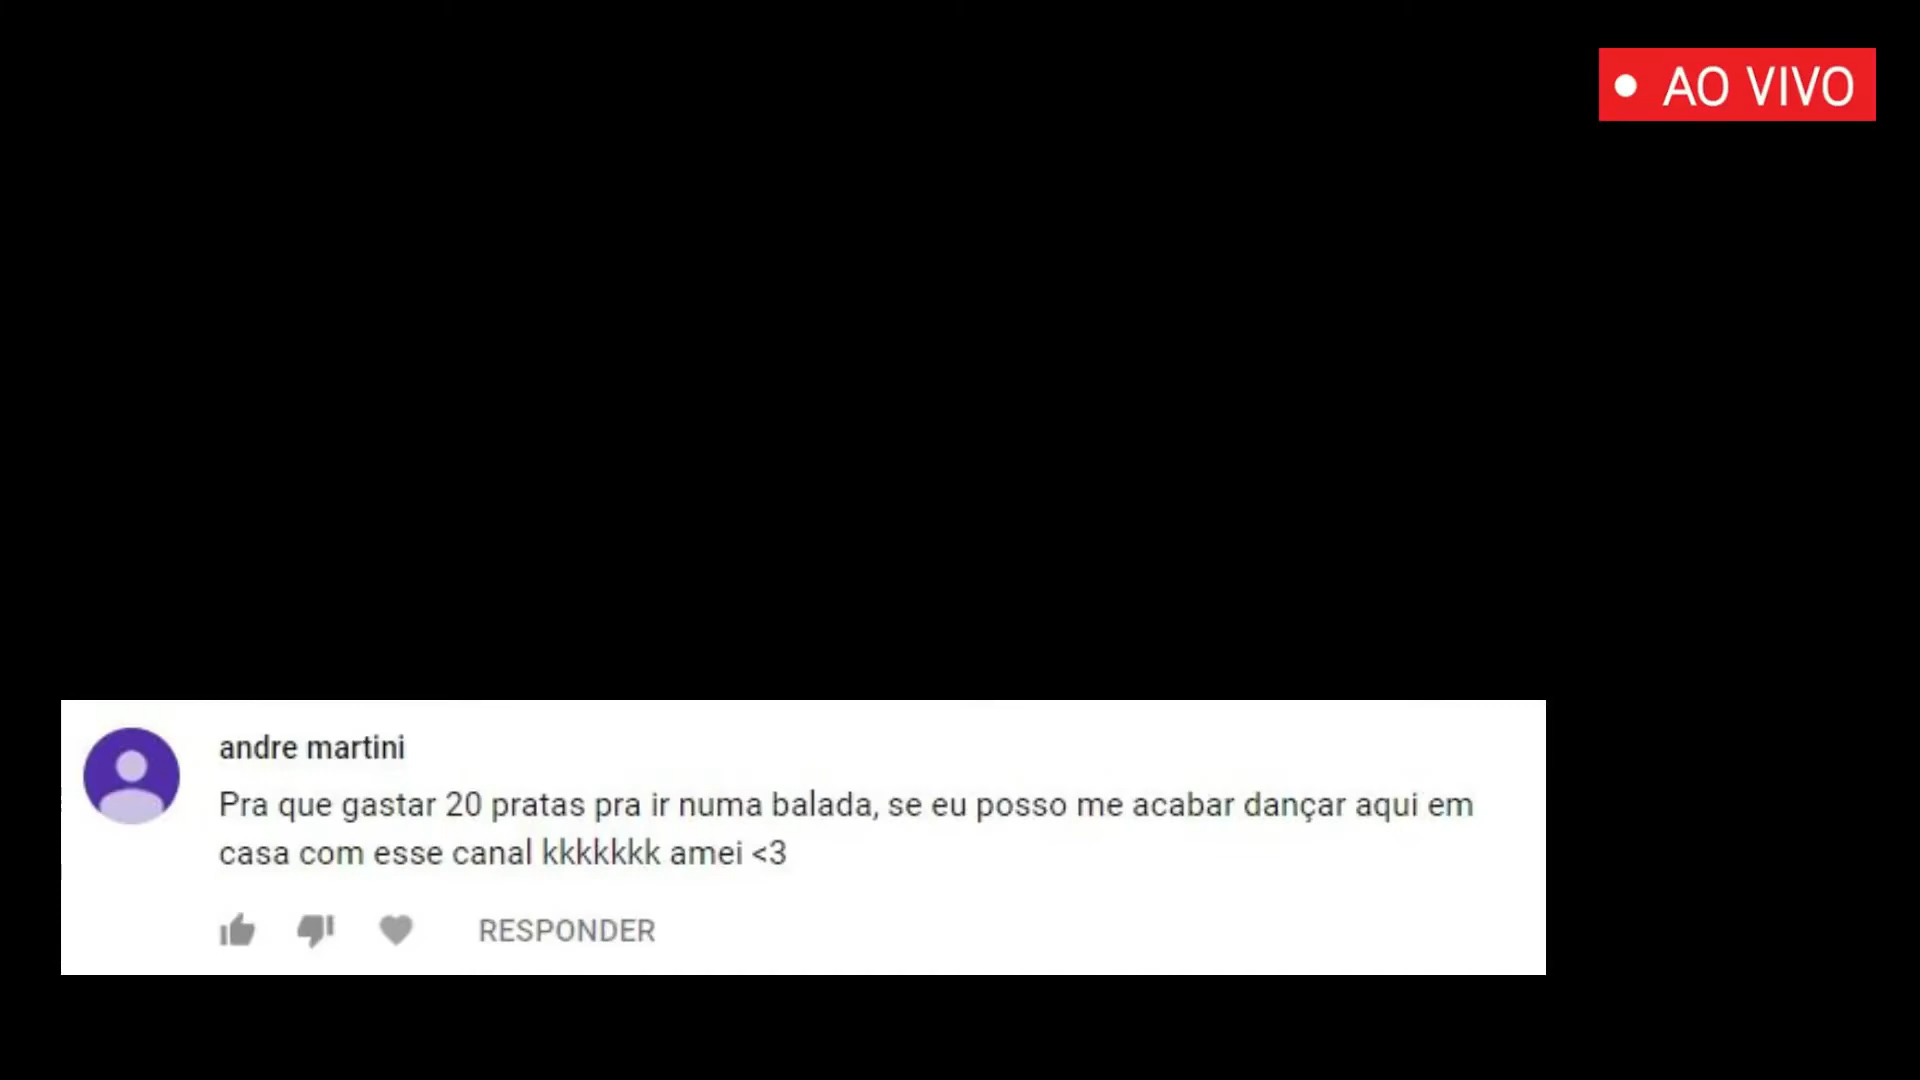 AO VIVO
andre martini
Pra que gastar 20 pratas pra ir numa balada, se eu posso me acabar dançar aqui em
casa com esse canal kkkkkkk amei <3
RESPONDER